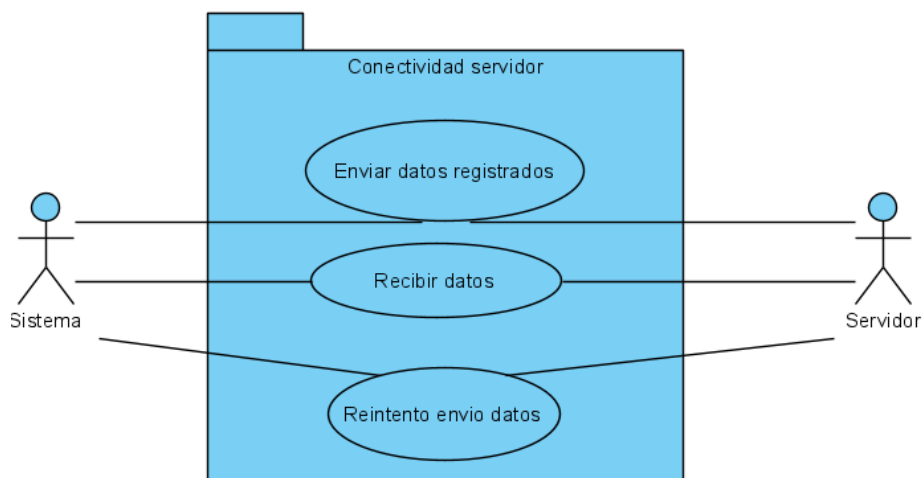 Conectividad servidor
Enviar datos registrados
Recibir datos
Sistema
Servidor
Reintento envio datos